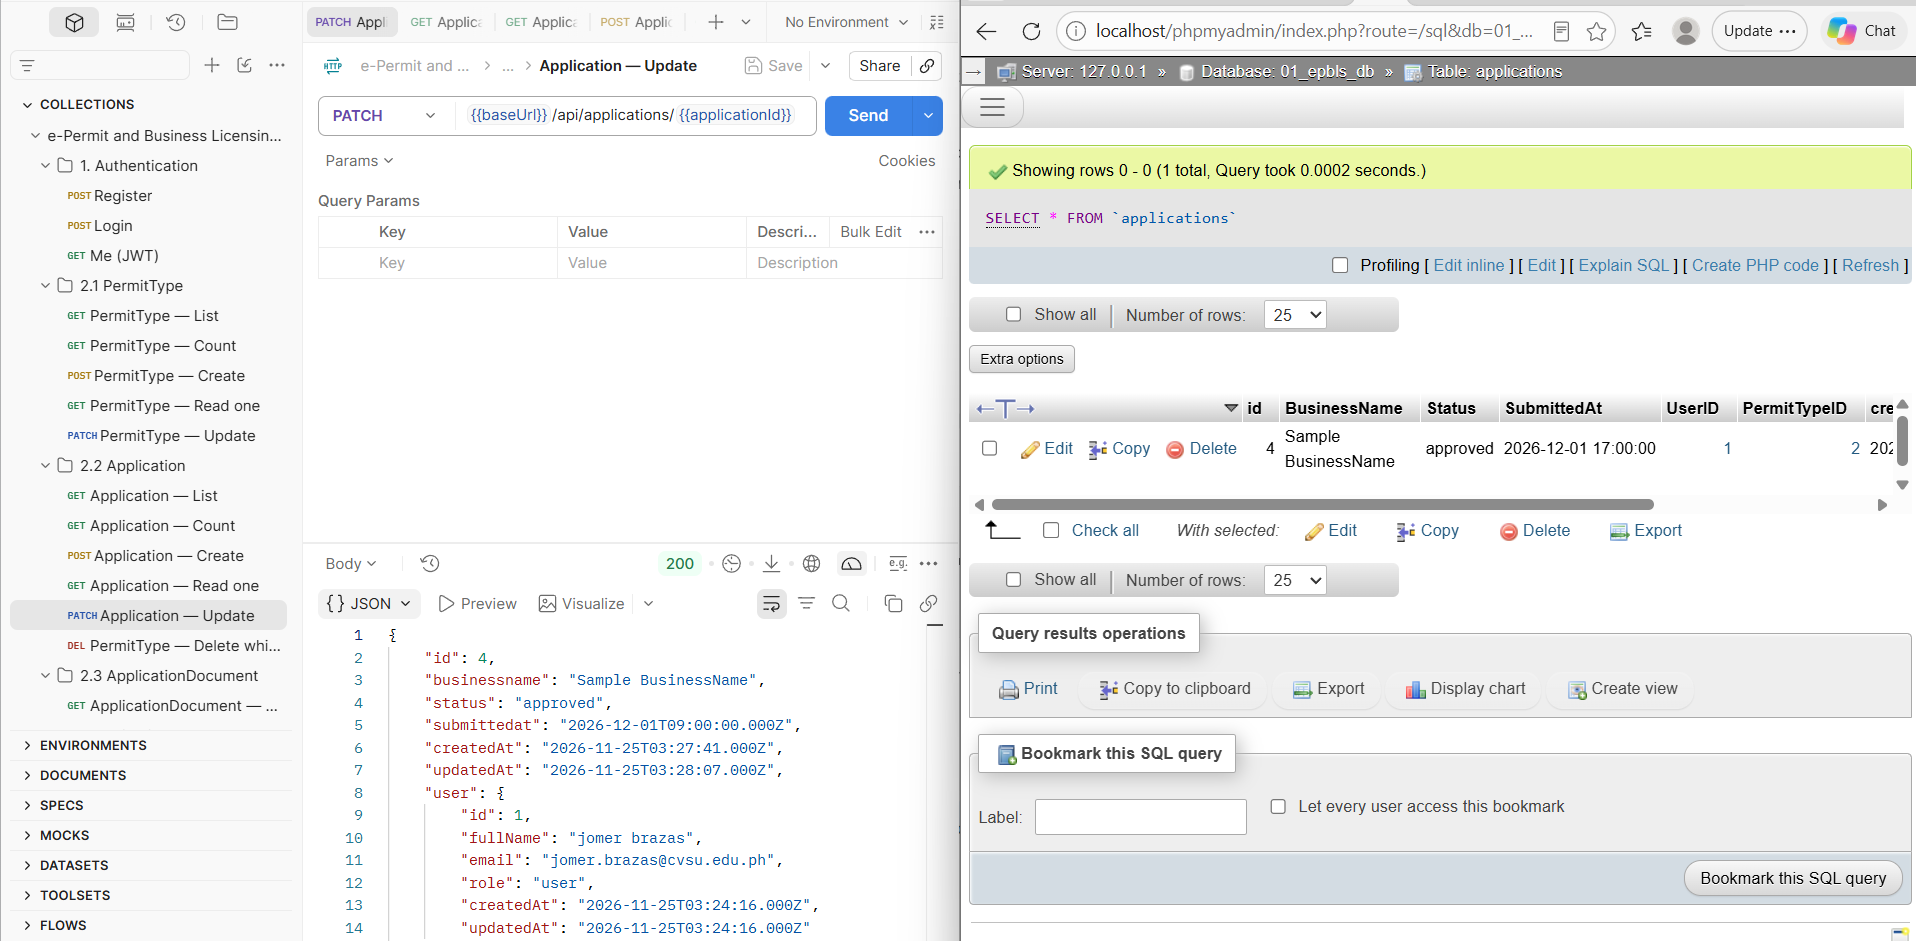 PATCH Appli
GET Applica
GET Applica
POST Applic
No Environment
e-Permit and ...
...
Application — Update
Save
Share
COLLECTIONS
e-Permit and Business Licensin...
1. Authentication
POST Register
POST Login
GET Me (JWT)
2.1 PermitType
GET PermitType — List
GET PermitType — Count
POST PermitType — Create
GET PermitType — Read one
PATCH PermitType — Update
2.2 Application
GET Application — List
GET Application — Count
POST Application — Create
GET Application — Read one
PATCH Application — Update
DEL PermitType — Delete whi...
2.3 ApplicationDocument
GET ApplicationDocument — ...
ENVIRONMENTS
DOCUMENTS
SPECS
MOCKS
DATASETS
TOOLSETS
FLOWS
HTTP
PATCH
{{baseUrl}} /api/applications/ {{applicationId}}
Send
Params
Cookies
Query Params
Key Value Descri... Bulk Edit
Key Value Description
Body
200
e.g.
{} JSON
Preview
Visualize
1 {
2 "id": 4,
3 "businessname": "Sample BusinessName",
4 "status": "approved",
5 "submittedat": "2026-12-01T09:00:00.000Z",
6 "createdAt": "2026-11-25T03:27:41.000Z",
7 "updatedAt": "2026-11-25T03:28:07.000Z",
8 "user": {
9 "id": 1,
10 "fullName": "jomer brazas",
11 "email": "jomer.brazas@cvsu.edu.ph",
12 "role": "user",
13 "createdAt": "2026-11-25T03:24:16.000Z",
14 "updatedAt": "2026-11-25T03:24:16.000Z"
localhost/phpmyadmin/index.php?route=/sql&db=01_...
Update
Chat
Server: 127.0.0.1 » Database: 01_epbls_db » Table: applications
Showing rows 0 - 0 (1 total, Query took 0.0002 seconds.)
SELECT * FROM `applications`
Profiling [ Edit inline ] [ Edit ] [ Explain SQL ] [ Create PHP code ] [ Refresh ]
Show all
Number of rows: 25
Extra options
←T→ id BusinessName Status SubmittedAt UserID PermitTypeID cre
Edit Copy Delete 4 Sample BusinessName approved 2026-12-01 17:00:00 1 2 202
Check all With selected: Edit Copy Delete Export
Show all
Number of rows: 25
Query results operations
Print
Copy to clipboard
Export
Display chart
Create view
Bookmark this SQL query
Label:
Let every user access this bookmark
Bookmark this SQL query